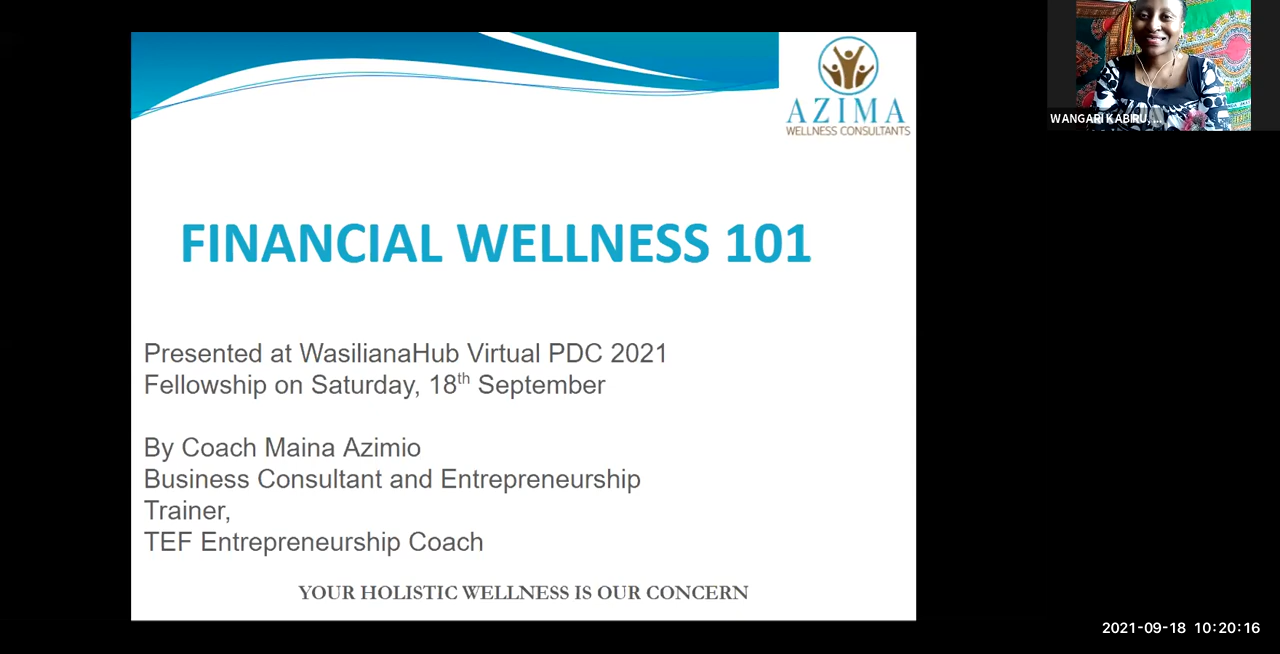 AZIMA
WELLNESS CONSULTANTS
WANGARI KABIRU, ...
FINANCIAL WELLNESS 101
Presented at WasilianaHub Virtual PDC 2021
Fellowship on Saturday, 18th September
By Coach Maina Azimio
Business Consultant and Entrepreneurship
Trainer,
TEF Entrepreneurship Coach
YOUR HOLISTIC WELLNESS IS OUR CONCERN
2021-09-18 10:20:16